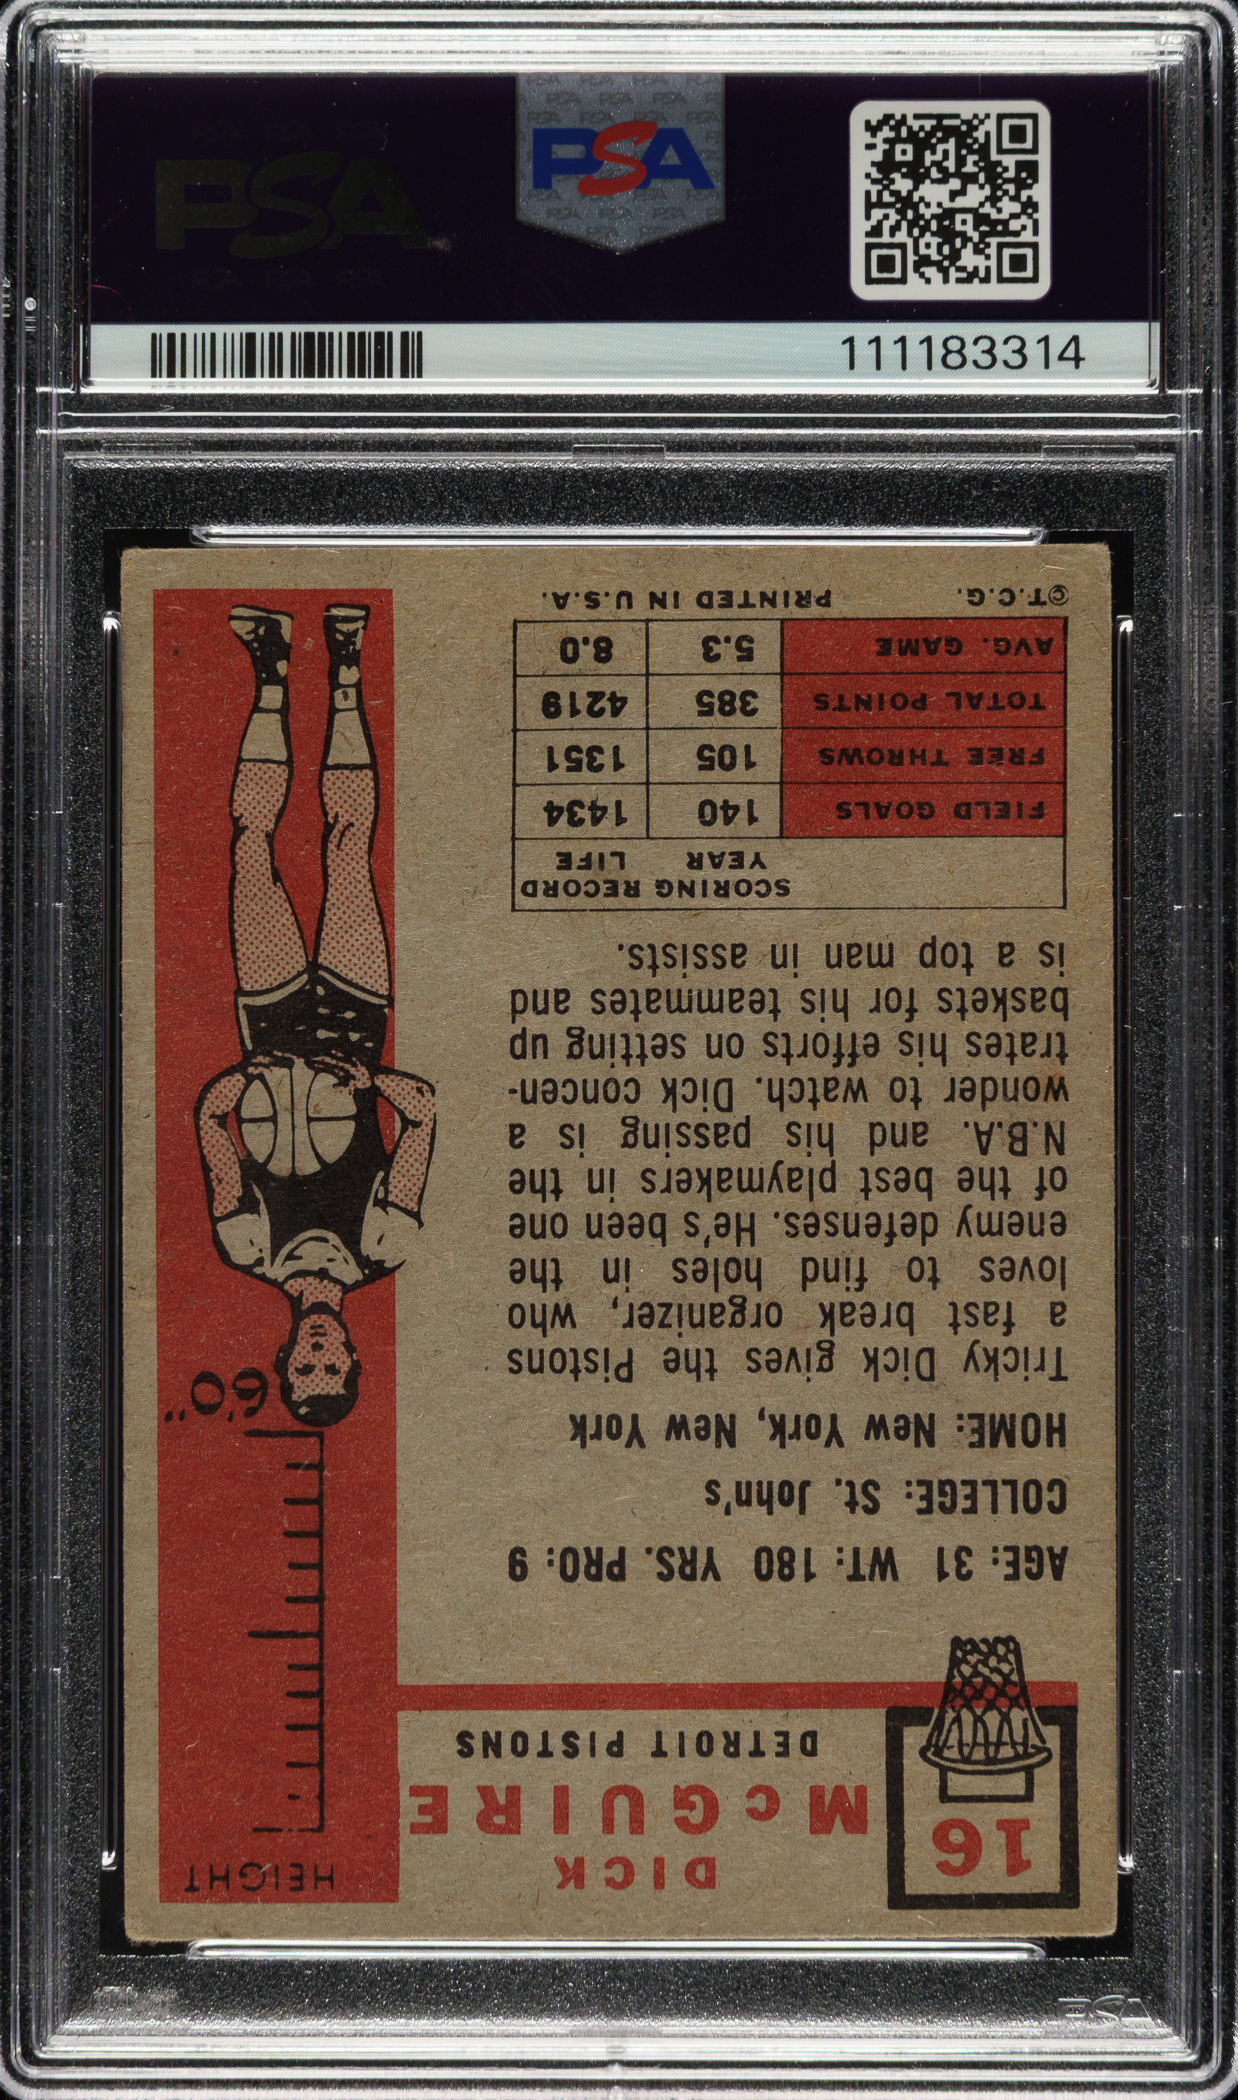 PSA
PSA
111183314
16
DICK
McGUIRE
DETROIT PISTONS
HEIGHT
6'0"
AGE: 31 WT: 180 YRS. PRO: 9
COLLEGE: St. John's
HOME: New York, New York
Tricky Dick gives the Pistons
a fast break organizer, who
loves to find holes in the
enemy defenses. He's been one
of the best playmakers in the
N.B.A. and his passing is a
wonder to watch. Dick concen-
trates his efforts on setting up
baskets for his teammates and
is a top man in assists.
SCORING RECORD
YEAR LIFE
FIELD GOALS 140 1434
FREE THROWS 105 1351
TOTAL POINTS 385 4219
AVG. GAME 5.3 8.0
©T.C.G. PRINTED IN U.S.A.
PSA